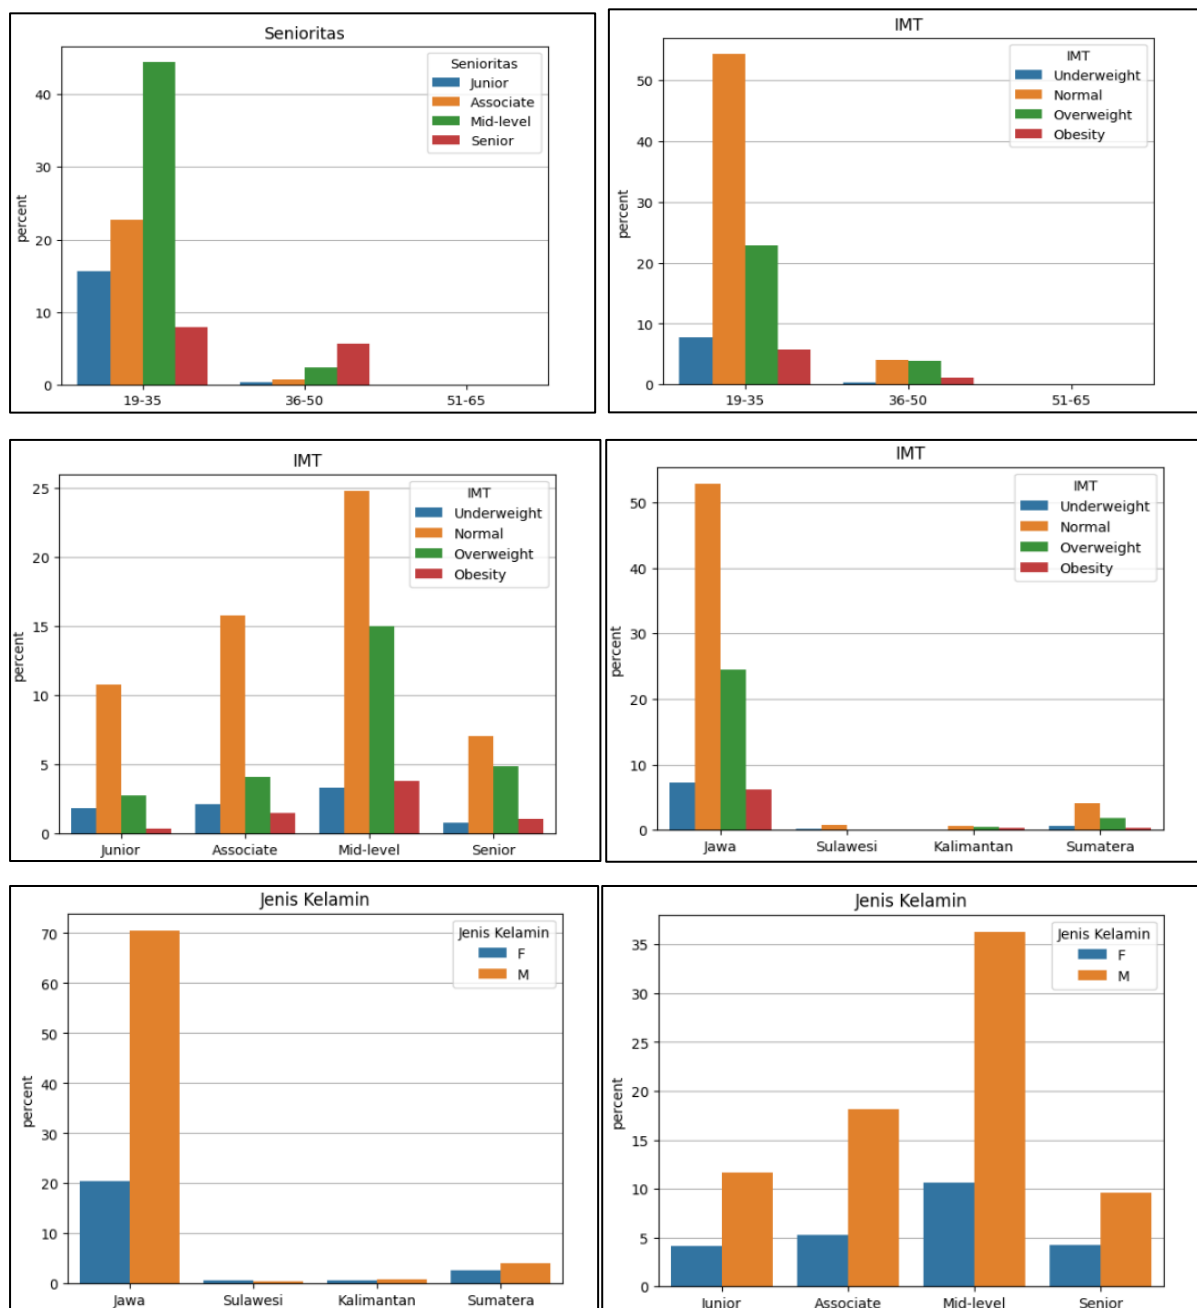 Senioritas
Senioritas
Junior
Associate
Mid-level
Senior
percent
40
30
20
10
0
19-35 36-50 51-65
IMT
IMT
Underweight
Normal
Overweight
Obesity
percent
50
40
30
20
10
0
19-35 36-50 51-65
IMT
IMT
Underweight
Normal
Overweight
Obesity
percent
25
20
15
10
5
0
Junior Associate Mid-level Senior
IMT
IMT
Underweight
Normal
Overweight
Obesity
percent
50
40
30
20
10
0
Jawa Sulawesi Kalimantan Sumatera
Jenis Kelamin
Jenis Kelamin
F
M
percent
70
60
50
40
30
20
10
0
Jawa Sulawesi Kalimantan Sumatera
Jenis Kelamin
Jenis Kelamin
F
M
percent
35
30
25
20
15
10
5
0
Junior Associate Mid-level Senior